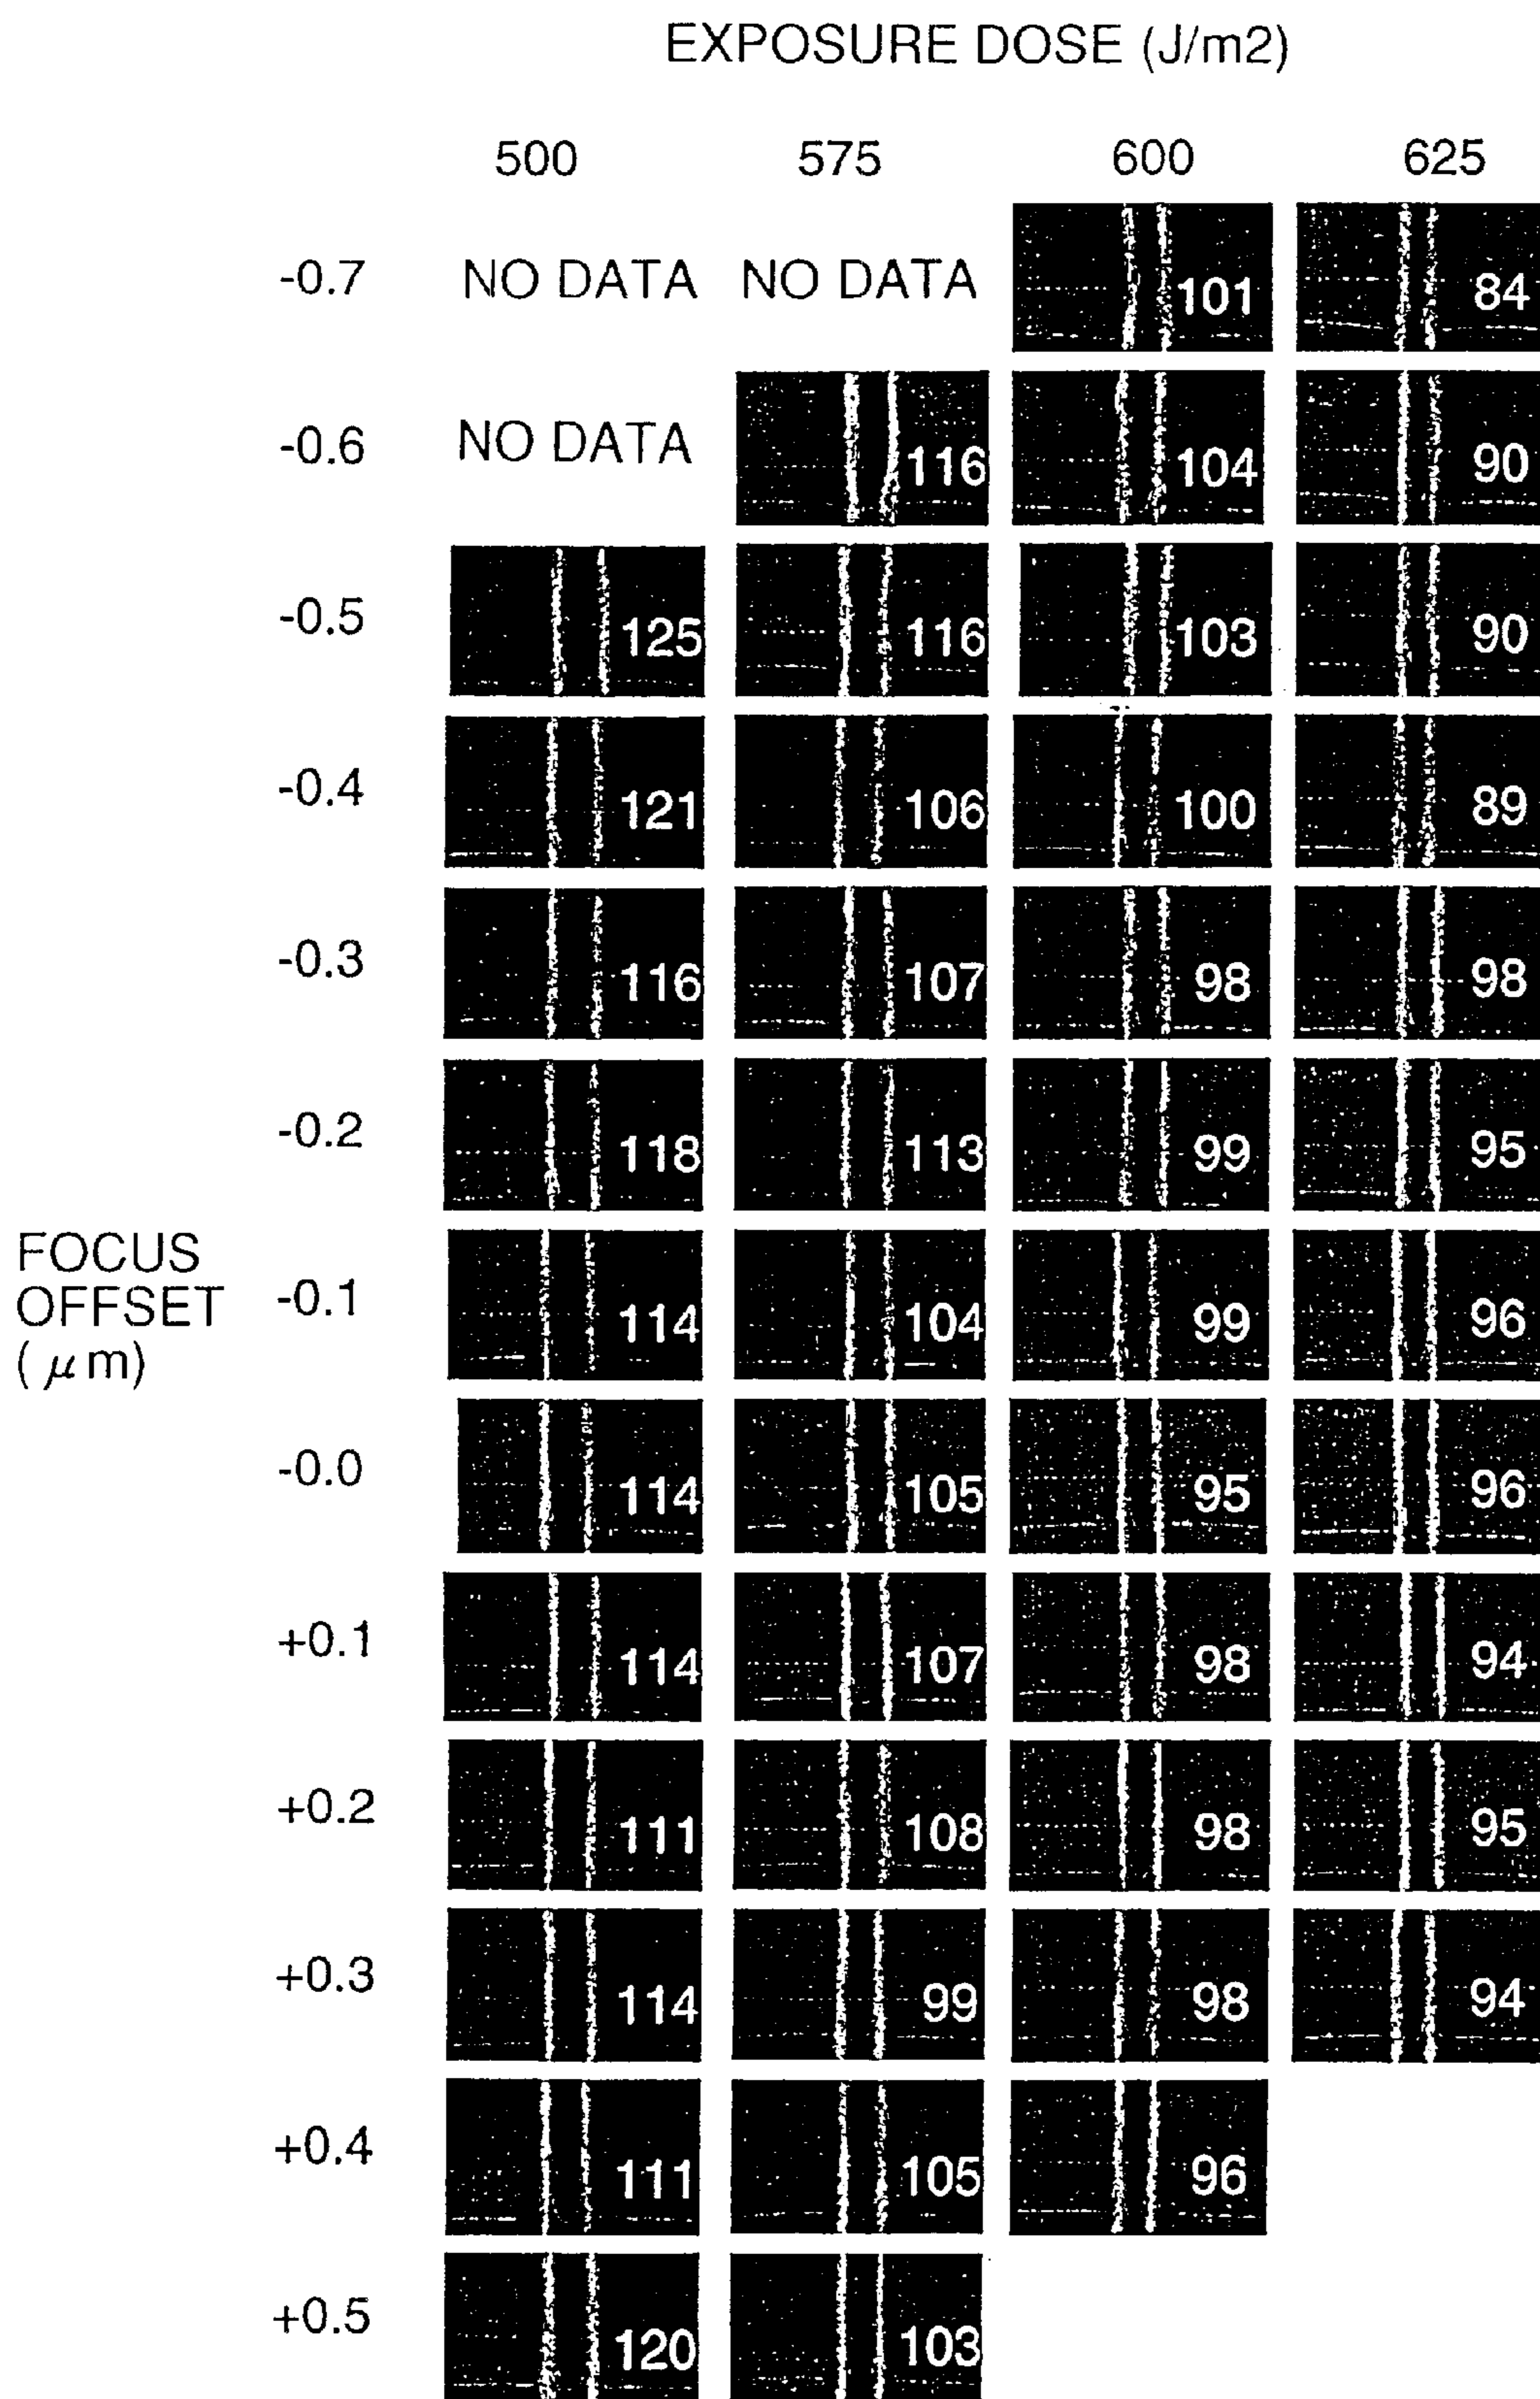 EXPOSURE DOSE (J/m2)
500 575 600 625
-0.7 NO DATA NO DATA 101 84
-0.6 NO DATA 116 104 90
-0.5 125 116 103 90
-0.4 121 106 100 89
-0.3 116 107 98 98
-0.2 118 113 99 95
FOCUS
OFFSET
(μm)
-0.1 114 104 99 96
-0.0 114 105 95 96
+0.1 114 107 98 94
+0.2 111 108 98 95
+0.3 114 99 98 94
+0.4 111 105 96
+0.5 120 103